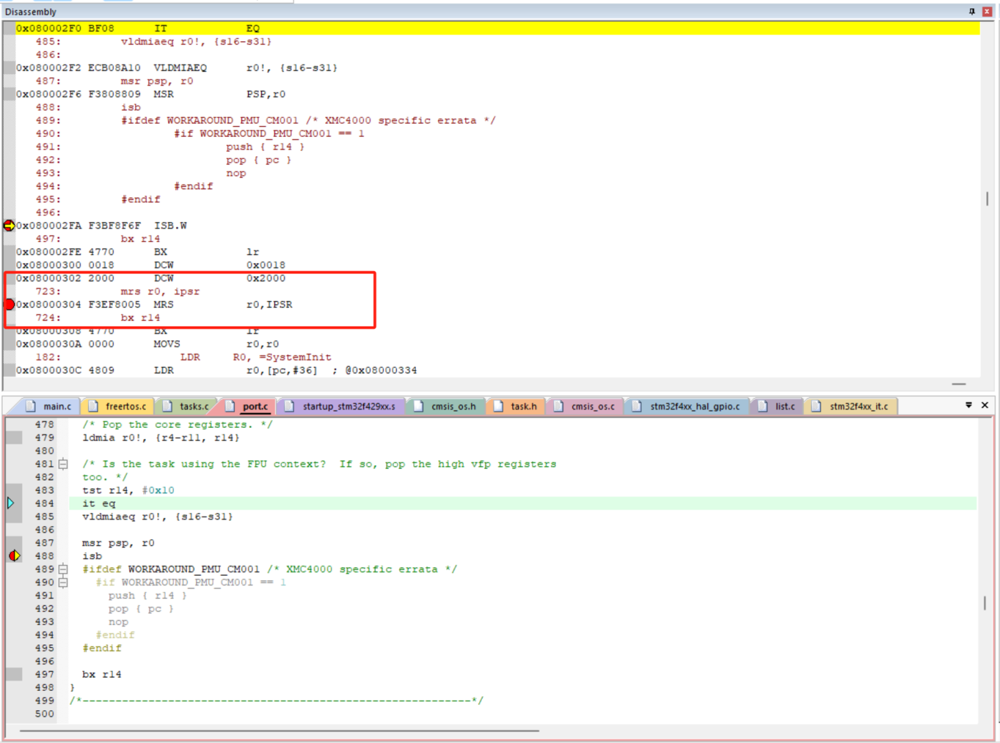 Disassembly
0x080002F0 BF08 IT EQ
485: vldmiaeq r0!, {s16-s31}
486:
0x080002F2 ECB08A10 VLDMIAEQ r0!, {s16-s31}
487: msr psp, r0
0x080002F6 F3808809 MSR PSP,r0
488: isb
489: #ifdef WORKAROUND_PMU_CM001 /* XMC4000 specific errata */
490: #if WORKAROUND_PMU_CM001 == 1
491: push { r14 }
492: pop { pc }
493: nop
494: #endif
495: #endif
496:
0x080002FA F3BF8F6F ISB.W
497: bx r14
0x080002FE 4770 BX lr
0x08000300 0018 DCW 0x0018
0x08000302 2000 DCW 0x2000
723: mrs r0, ipsr
0x08000304 F3EF8005 MRS r0,IPSR
724: bx r14
0x08000308 4770 BX lr
0x0800030A 0000 MOVS r0,r0
182: LDR R0, =SystemInit
0x0800030C 4809 LDR r0,[pc,#36] ; @0x08000334
main.c freertos.c tasks.c port.c startup_stm32f429xx.s cmsis_os.h task.h cmsis_os.c stm32f4xx_hal_gpio.c list.c stm32f4xx_it.c
478 /* Pop the core registers. */
479 ldmia r0!, {r4-r11, r14}
480
481 /* Is the task using the FPU context? If so, pop the high vfp registers
482 too. */
483 tst r14, #0x10
484 it eq
485 vldmiaeq r0!, {s16-s31}
486
487 msr psp, r0
488 isb
489 #ifdef WORKAROUND_PMU_CM001 /* XMC4000 specific errata */
490 #if WORKAROUND_PMU_CM001 == 1
491 push { r14 }
492 pop { pc }
493 nop
494 #endif
495 #endif
496
497 bx r14
498 }
499 /*-----------------------------------------------------------*/
500